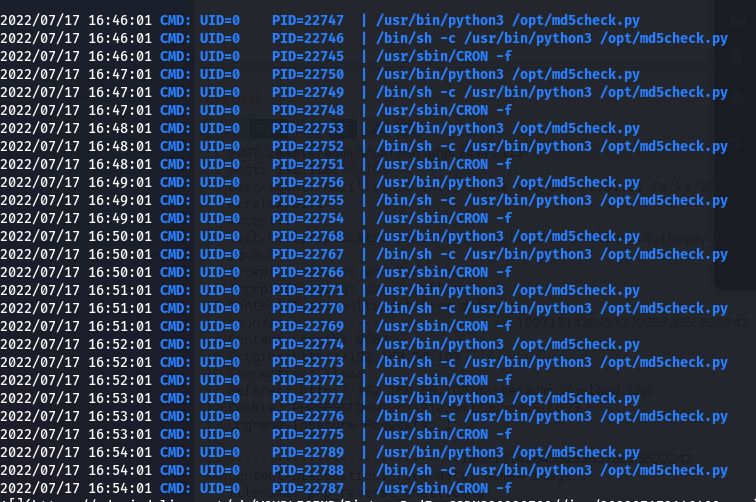 2022/07/17 16:46:01 CMD: UID=0    PID=22747  | /usr/bin/python3 /opt/md5check.py
2022/07/17 16:46:01 CMD: UID=0    PID=22746  | /bin/sh -c /usr/bin/python3 /opt/md5check.py
2022/07/17 16:46:01 CMD: UID=0    PID=22745  | /usr/sbin/CRON -f
2022/07/17 16:47:01 CMD: UID=0    PID=22750  | /usr/bin/python3 /opt/md5check.py
2022/07/17 16:47:01 CMD: UID=0    PID=22749  | /bin/sh -c /usr/bin/python3 /opt/md5check.py
2022/07/17 16:47:01 CMD: UID=0    PID=22748  | /usr/sbin/CRON -f
2022/07/17 16:48:01 CMD: UID=0    PID=22753  | /usr/bin/python3 /opt/md5check.py
2022/07/17 16:48:01 CMD: UID=0    PID=22752  | /bin/sh -c /usr/bin/python3 /opt/md5check.py
2022/07/17 16:48:01 CMD: UID=0    PID=22751  | /usr/sbin/CRON -f
2022/07/17 16:49:01 CMD: UID=0    PID=22756  | /usr/bin/python3 /opt/md5check.py
2022/07/17 16:49:01 CMD: UID=0    PID=22755  | /bin/sh -c /usr/bin/python3 /opt/md5check.py
2022/07/17 16:49:01 CMD: UID=0    PID=22754  | /usr/sbin/CRON -f
2022/07/17 16:50:01 CMD: UID=0    PID=22768  | /usr/bin/python3 /opt/md5check.py
2022/07/17 16:50:01 CMD: UID=0    PID=22767  | /bin/sh -c /usr/bin/python3 /opt/md5check.py
2022/07/17 16:50:01 CMD: UID=0    PID=22766  | /usr/sbin/CRON -f
2022/07/17 16:51:01 CMD: UID=0    PID=22771  | /usr/bin/python3 /opt/md5check.py
2022/07/17 16:51:01 CMD: UID=0    PID=22770  | /bin/sh -c /usr/bin/python3 /opt/md5check.py
2022/07/17 16:51:01 CMD: UID=0    PID=22769  | /usr/sbin/CRON -f
2022/07/17 16:52:01 CMD: UID=0    PID=22774  | /usr/bin/python3 /opt/md5check.py
2022/07/17 16:52:01 CMD: UID=0    PID=22773  | /bin/sh -c /usr/bin/python3 /opt/md5check.py
2022/07/17 16:52:01 CMD: UID=0    PID=22772  | /usr/sbin/CRON -f
2022/07/17 16:53:01 CMD: UID=0    PID=22777  | /usr/bin/python3 /opt/md5check.py
2022/07/17 16:53:01 CMD: UID=0    PID=22776  | /bin/sh -c /usr/bin/python3 /opt/md5check.py
2022/07/17 16:53:01 CMD: UID=0    PID=22775  | /usr/sbin/CRON -f
2022/07/17 16:54:01 CMD: UID=0    PID=22789  | /usr/bin/python3 /opt/md5check.py
2022/07/17 16:54:01 CMD: UID=0    PID=22788  | /bin/sh -c /usr/bin/python3 /opt/md5check.py
2022/07/17 16:54:01 CMD: UID=0    PID=22787  | /usr/sbin/CRON -f